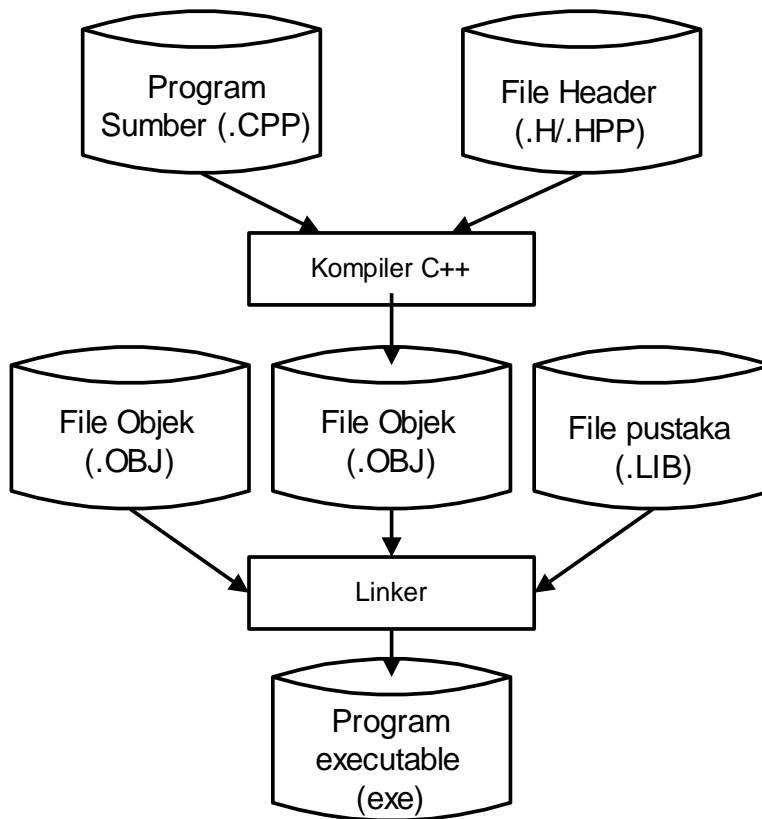 Program
Sumber (.CPP)
File Header
(.H/.HPP)
Kompiler C++
File Objek
(.OBJ)
File Objek
(.OBJ)
File pustaka
(.LIB)
Linker
Program
executable
(exe)